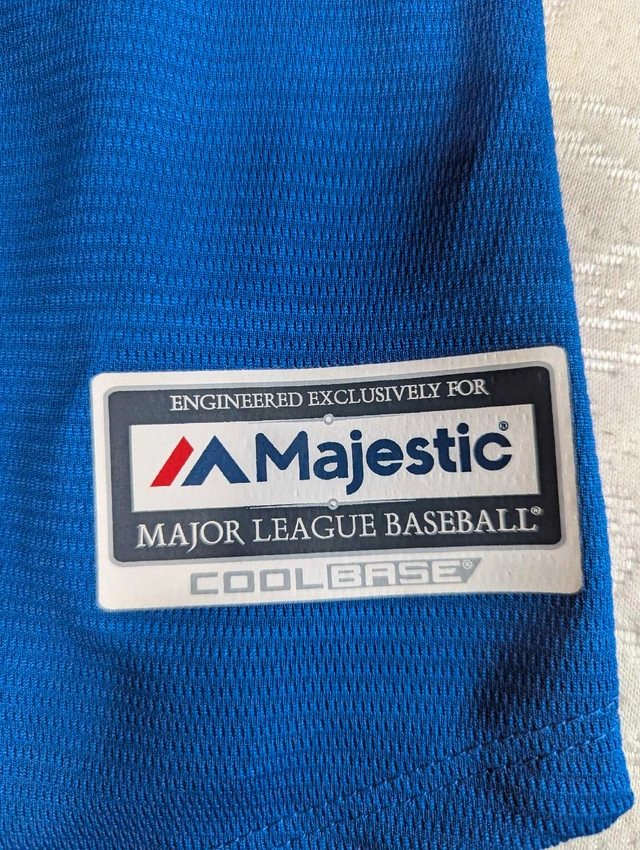 ENGINEERED EXCLUSIVELY FOR
Majestic®
MAJOR LEAGUE BASEBALL®
COOLBASE®